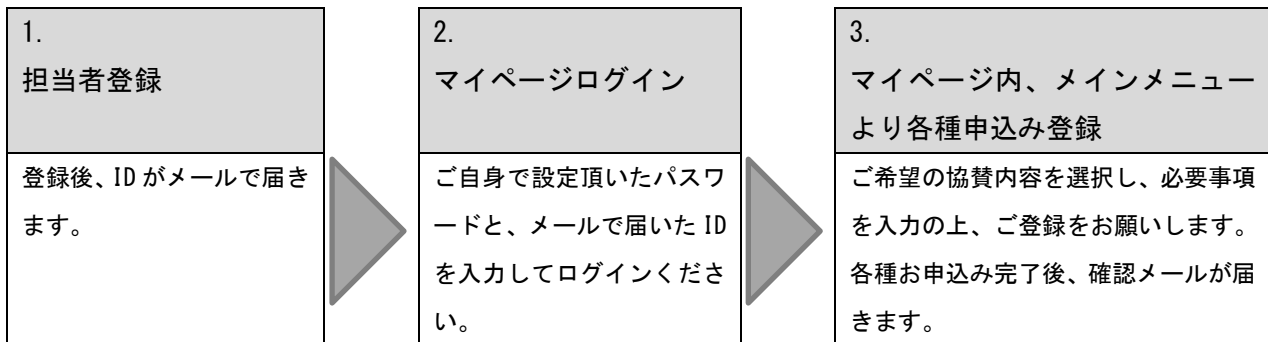 1.
担当者登録
登録後、IDがメールで届き
ます。
2.
マイページログイン
ご自身で設定頂いたパスワ
ードと、メールで届いた ID
を入力してログインくださ
い。
3.
マイページ内、メインメニュー
より各種申込み登録
ご希望の協賛内容を選択し、必要事項
を入力の上、ご登録をお願いします。
各種お申込み完了後、確認メールが届
きます。